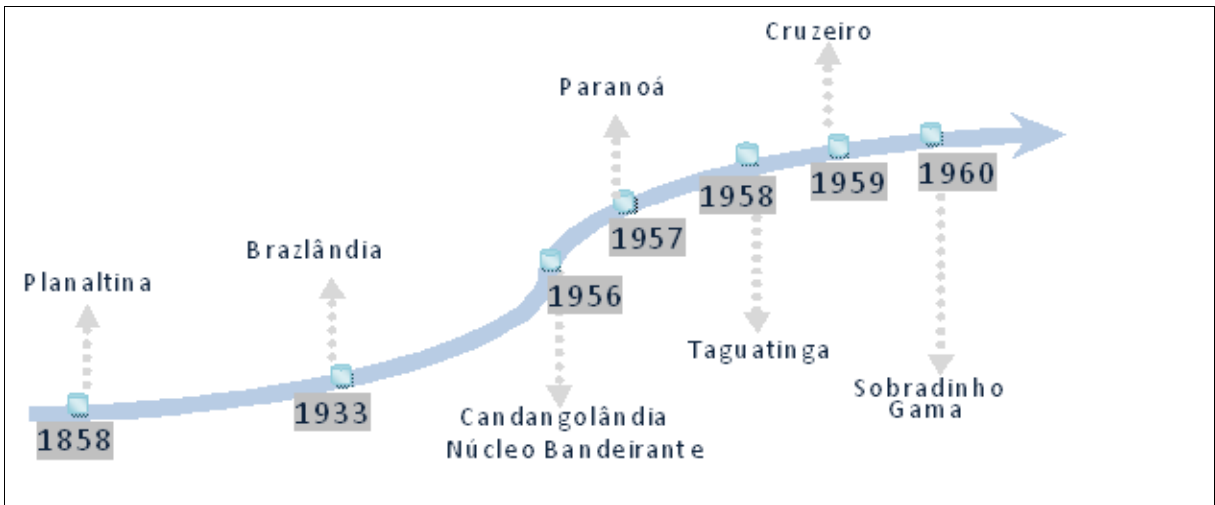 Cruzeiro
Paranoá
1958
1959
1960
1957
Brazlândia
Planaltina
1956
Taguatinga
Sobradinho
Gama
1933
1858
Candangolândia
Núcleo Bandeirante